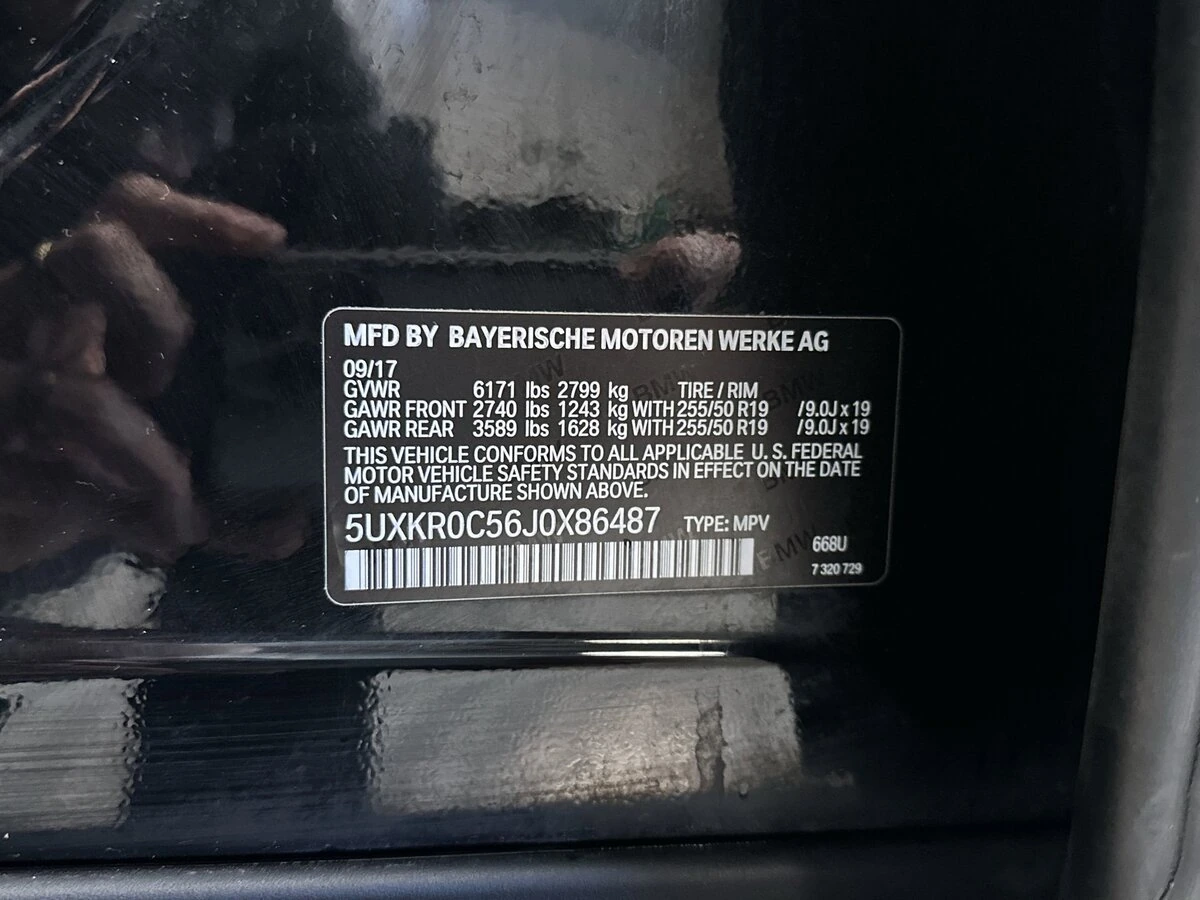 MFD BY BAYERISCHE MOTOREN WERKE AG
09/17
GVWR 6171 lbs 2799 kg TIRE / RIM
GAWR FRONT 2740 lbs 1243 kg WITH 255/50 R19 /9.0J x 19
GAWR REAR 3589 lbs 1628 kg WITH 255/50 R19 /9.0J x 19
THIS VEHICLE CONFORMS TO ALL APPLICABLE U. S. FEDERAL
MOTOR VEHICLE SAFETY STANDARDS IN EFFECT ON THE DATE
OF MANUFACTURE SHOWN ABOVE.
5UXKR0C56J0X86487 TYPE: MPV
668U
7 320 729